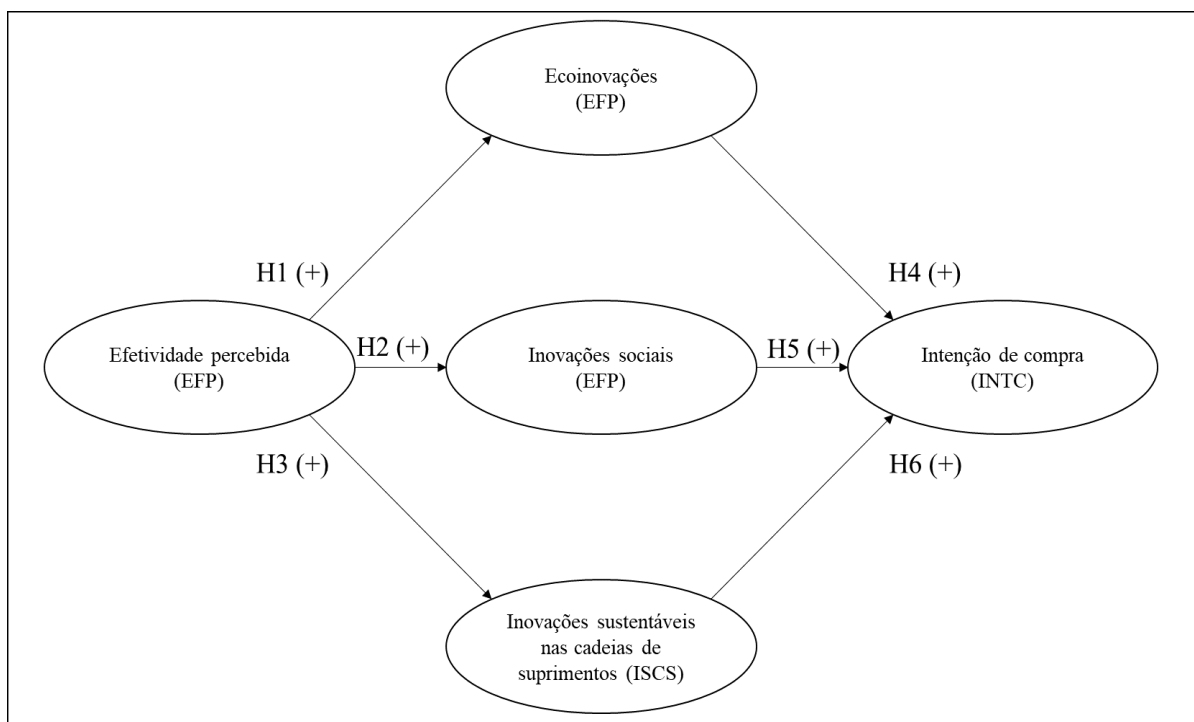 Ecoinovações
(EFP)
H1 (+)
H4 (+)
Efetividade percebida
(EFP)
H2 (+)
Inovações sociais
(EFP)
H5 (+)
Intenção de compra
(INTC)
H3 (+)
H6 (+)
Inovações sustentáveis
nas cadeias de
suprimentos (ISCS)